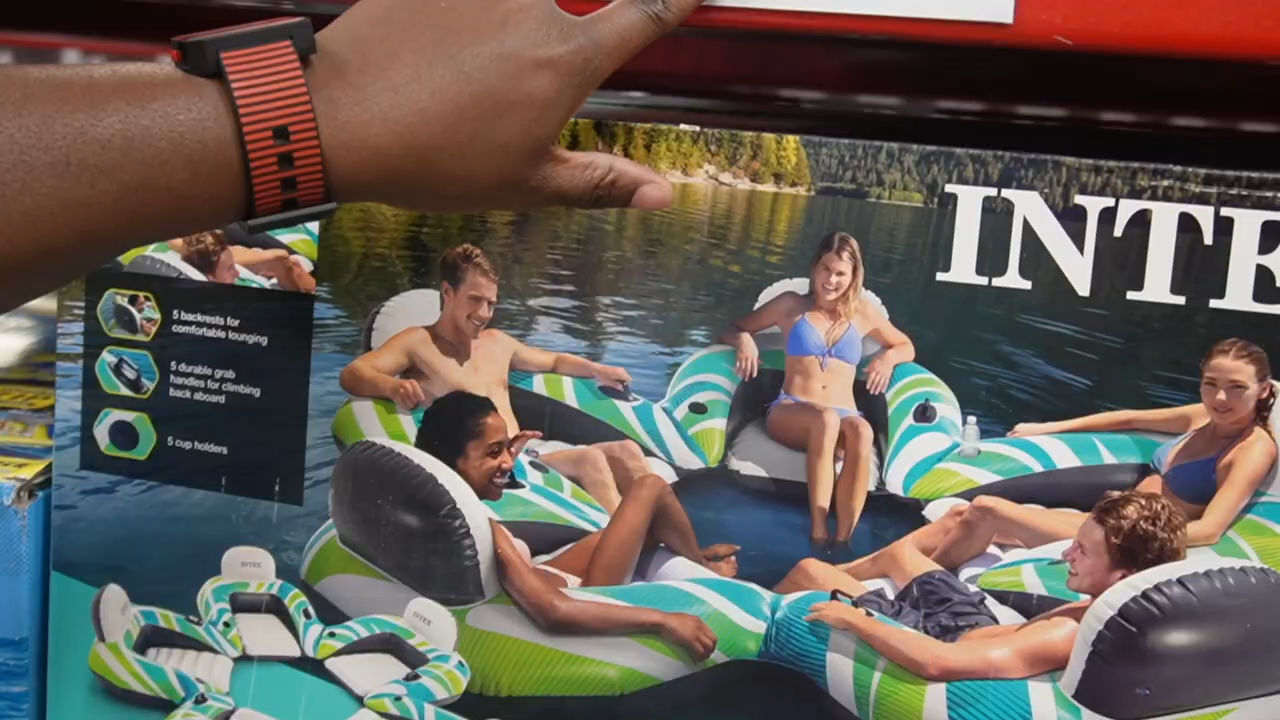 INTE
5 backrests for
comfortable lounging
5 durable grab
handles for climbing
back aboard
5 cup holders
INTEX
INTEX